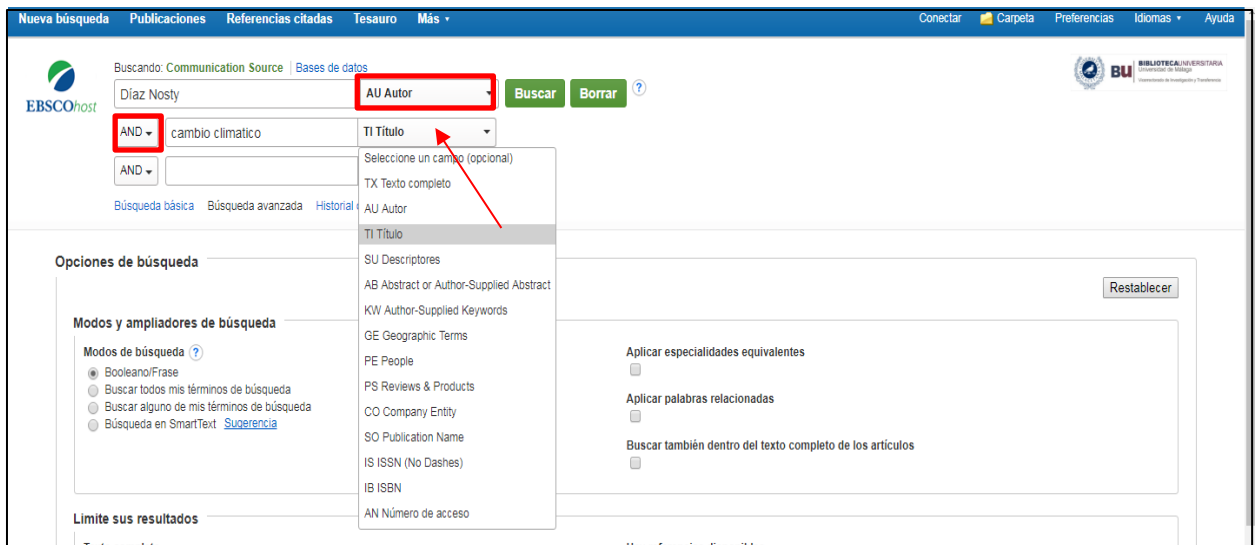 Nueva búsqueda Publicaciones Referencias citadas Tesauro Más Conectar Carpeta Preferencias Idiomas Ayuda
Buscando: Communication Source Bases de datos
EBSCOhost
Díaz Nosty AU Autor Buscar Borrar ?
BU BIBLIOTECAUNIVERSITARIA
Universidad de Málaga
AND cambio climatico TI Título
AND
Búsqueda básica Búsqueda avanzada Historial
Seleccione un campo (opcional)
TX Texto completo
AU Autor
TI Título
SU Descriptores
AB Abstract or Author-Supplied Abstract
KW Author-Supplied Keywords
GE Geographic Terms
PE People
PS Reviews & Products
CO Company Entity
SO Publication Name
IS ISSN (No Dashes)
IB ISBN
AN Número de acceso
Opciones de búsqueda
Restablecer
Modos y ampliadores de búsqueda
Modos de búsqueda ?
Booleano/Frase
Buscar todos mis términos de búsqueda
Buscar alguno de mis términos de búsqueda
Búsqueda en SmartText Sugerencia
Aplicar especialidades equivalentes
Aplicar palabras relacionadas
Buscar también dentro del texto completo de los artículos
Limite sus resultados